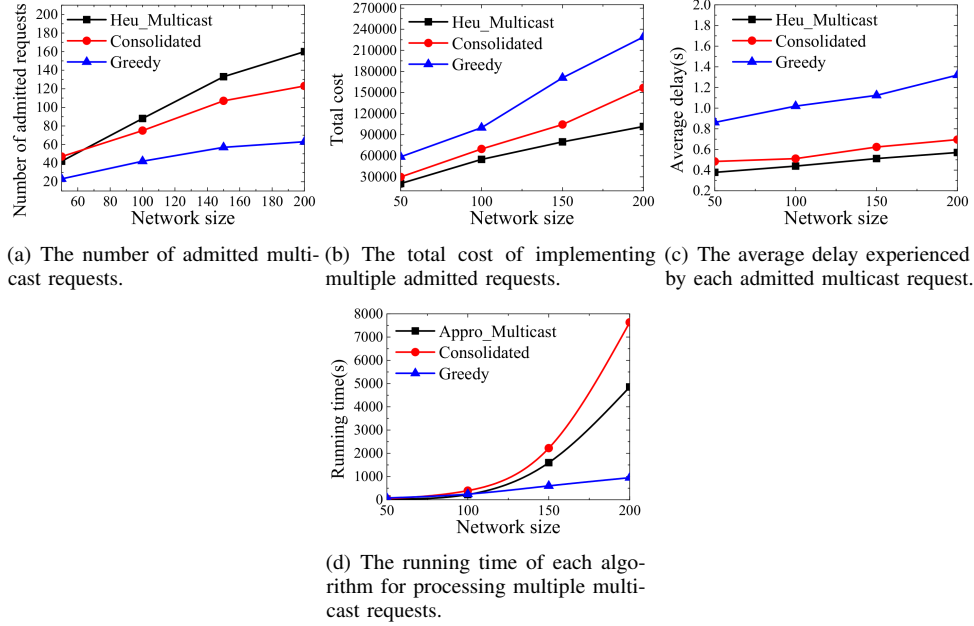 200
180
160
140
120
100
80
60
40
20
Number of admitted requests
Heu_Multicast
Consolidated
Greedy
60 80 100 120 140 160 180 200
Network size
(a) The number of admitted multi-
cast requests.
270000
240000
210000
180000
150000
120000
90000
60000
30000
Total cost
Heu_Multicast
Consolidated
Greedy
50 100 150 200
Network size
(b) The total cost of implementing
multiple admitted requests.
2.0
1.8
1.6
1.4
1.2
1.0
0.8
0.6
0.4
0.2
Average delay(s)
Heu_Multicast
Consolidated
Greedy
50 100 150 200
Network size
(c) The average delay experienced
by each admitted multicast request.
8000
7000
6000
5000
4000
3000
2000
1000
0
Running time(s)
Appro_Multicast
Consolidated
Greedy
50 100 150 200
Network size
(d) The running time of each algo-
rithm for processing multiple multi-
cast requests.